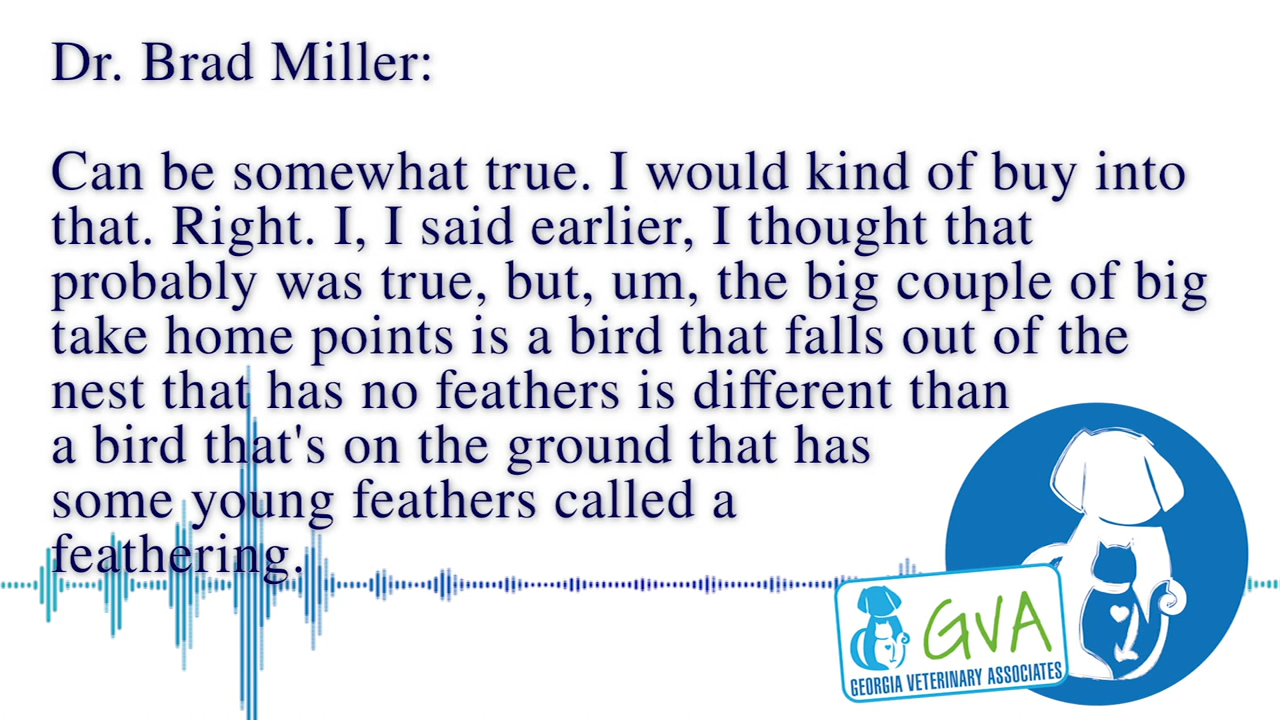 Dr. Brad Miller:
Can be somewhat true. I would kind of buy into
that. Right. I, I said earlier, I thought that
probably was true, but, um, the big couple of big
take home points is a bird that falls out of the
nest that has no feathers is different than
a bird that's on the ground that has
some young feathers called a
feathering.
GVA
GEORGIA VETERINARY ASSOCIATES